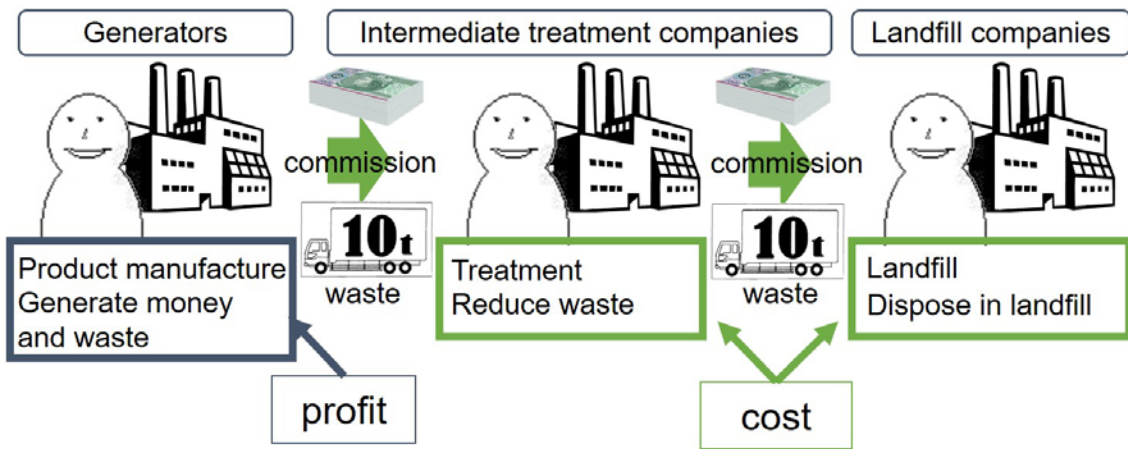 Generators
Intermediate treatment companies
Landfill companies
commission
commission
10t
10t
waste
waste
Product manufacture
Generate money
and waste
Treatment
Reduce waste
Landfill
Dispose in landfill
profit
cost